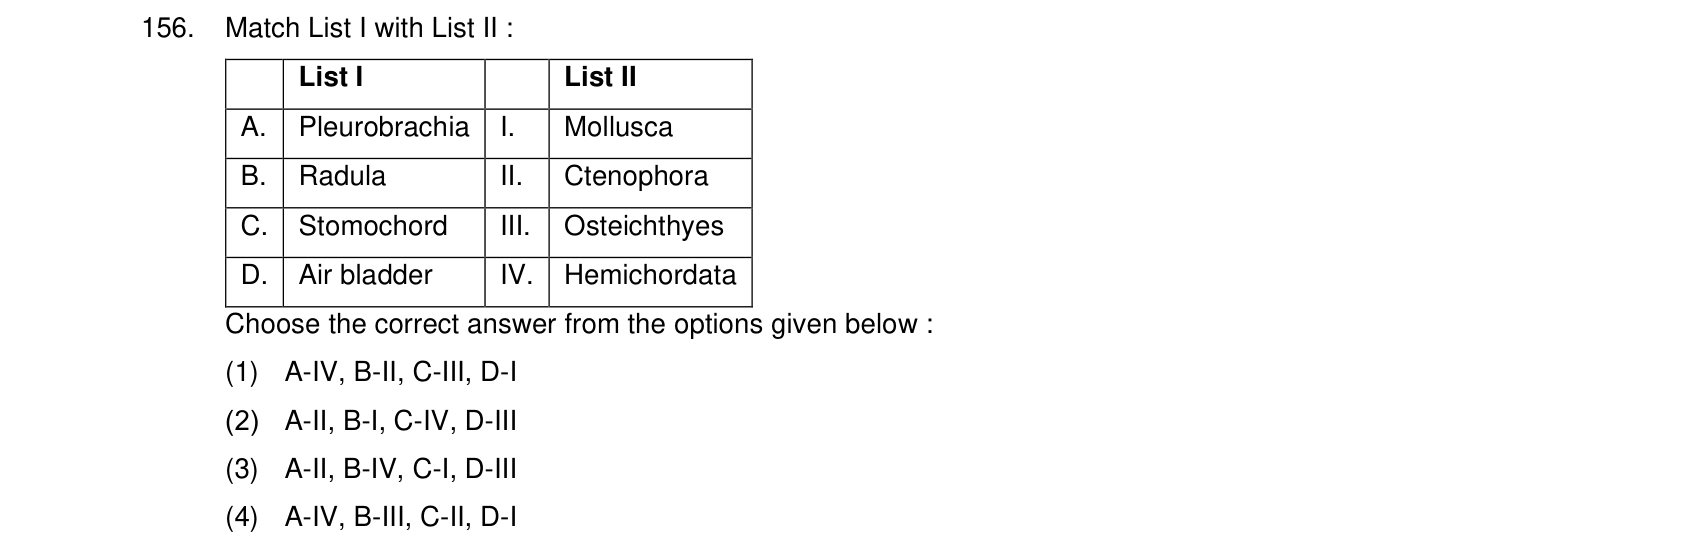 156. Match List I with List II :
List I List II
A. Pleurobrachia I. Mollusca
B. Radula II. Ctenophora
C. Stomochord III. Osteichthyes
D. Air bladder IV. Hemichordata
Choose the correct answer from the options given below :
(1) A-IV, B-II, C-III, D-I
(2) A-II, B-I, C-IV, D-III
(3) A-II, B-IV, C-I, D-III
(4) A-IV, B-III, C-II, D-I